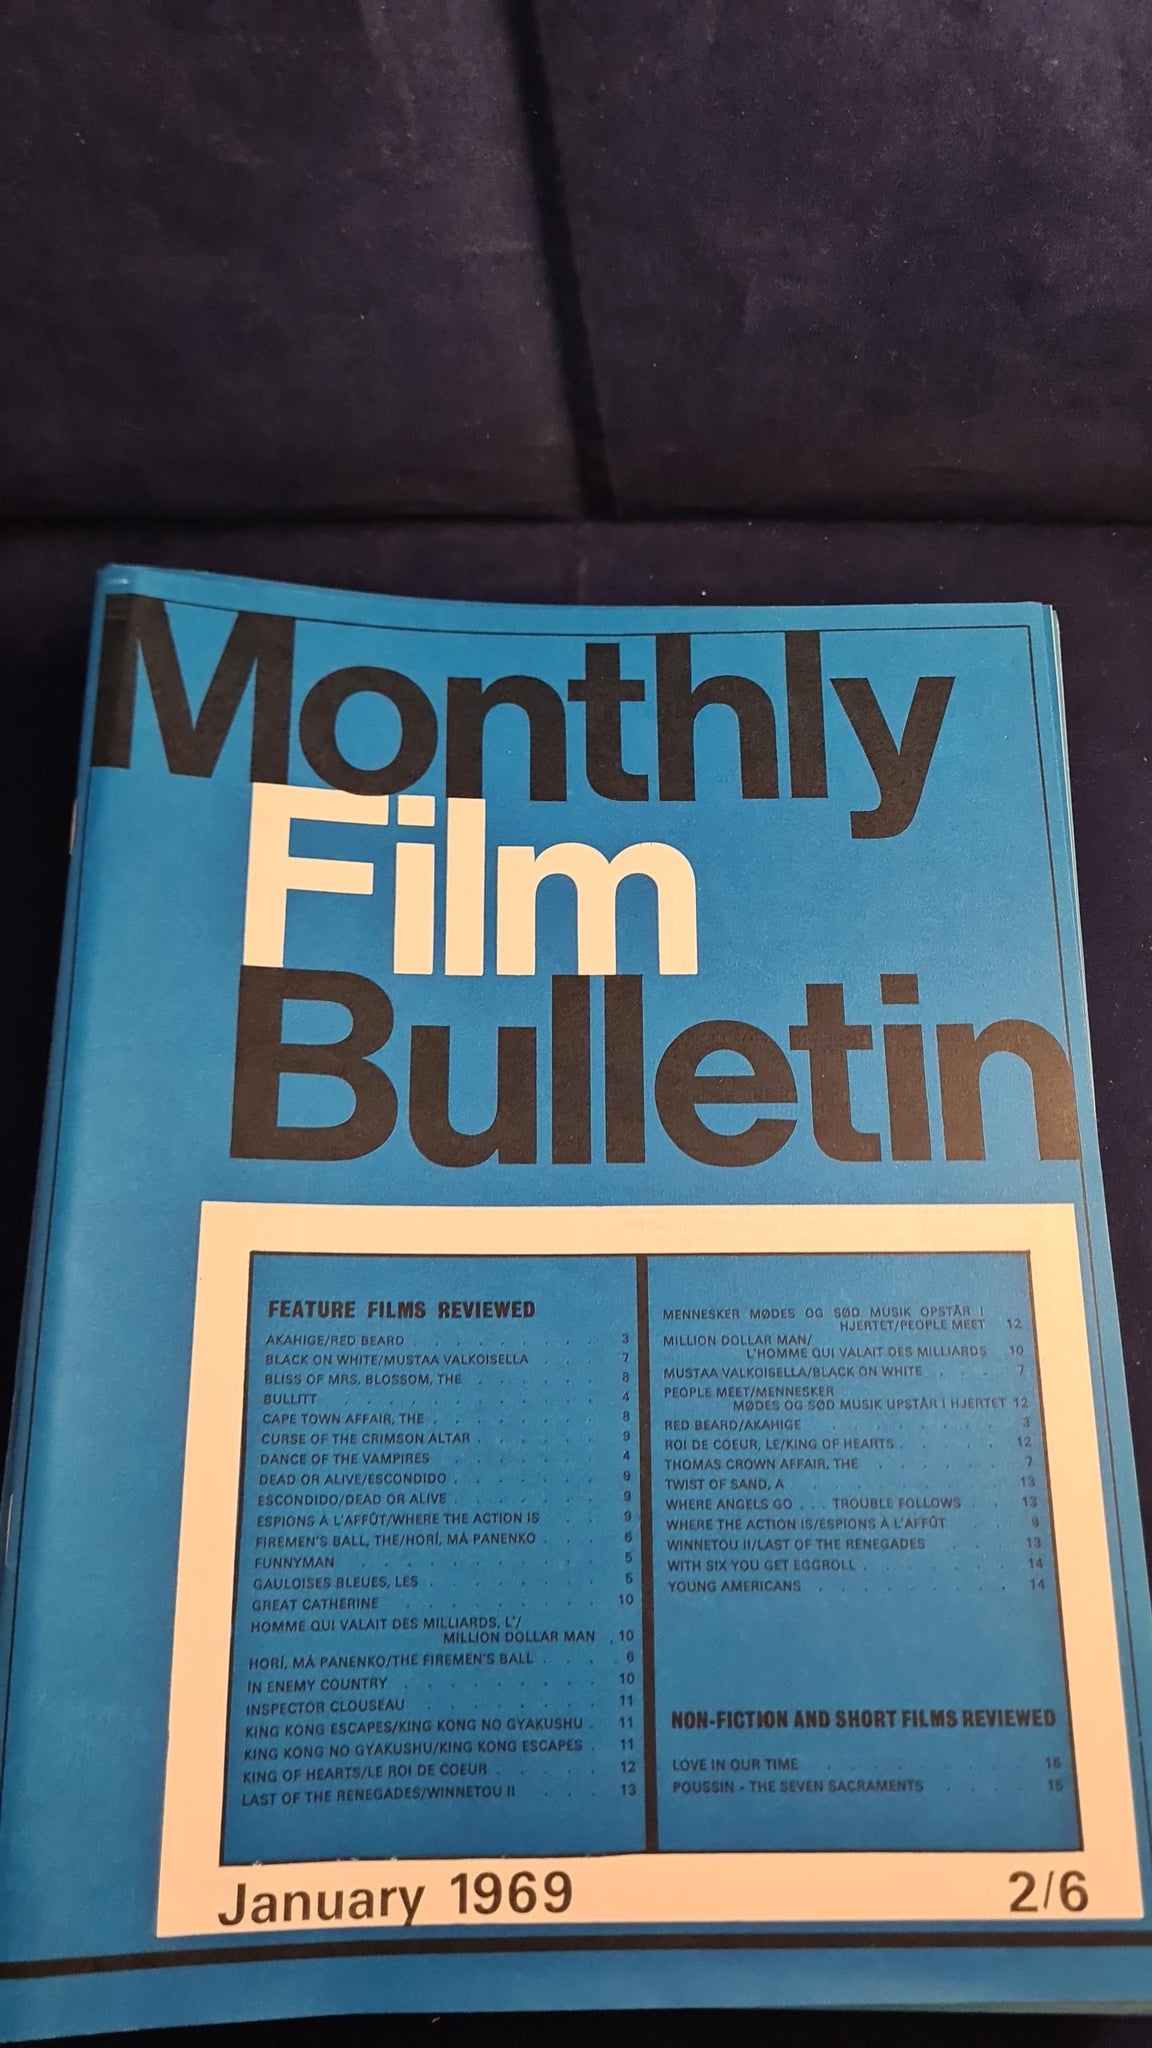 Monthly
Film
Bulletin
FEATURE FILMS REVIEWED
AKAHIGE/RED BEARD . . . . . . . . 3
BLACK ON WHITE/MUSTAA VALKOISELLA . . . 7
BLISS OF MRS. BLOSSOM, THE . . . . . . 8
BULLITT . . . . . . . . . . 4
CAPE TOWN AFFAIR, THE . . . . . . . 8
CURSE OF THE CRIMSON ALTAR . . . . . 9
DANCE OF THE VAMPIRES . . . . . . 4
DEAD OR ALIVE/ESCONDIDO . . . . . . 9
ESCONDIDO/DEAD OR ALIVE . . . . . . 9
ESPIONS À L'AFFÛT/WHERE THE ACTION IS . . 9
FIREMEN'S BALL, THE/HORÍ, MÁ PANENKO . . . 6
FUNNYMAN . . . . . . . . . 5
GAULOISES BLEUES, LES . . . . . . . 5
GREAT CATHERINE . . . . . . . . 10
HOMME QUI VALAIT DES MILLIARDS, L'/
MILLION DOLLAR MAN . 10
HORÍ, MÁ PANENKO/THE FIREMEN'S BALL . . . . 6
IN ENEMY COUNTRY . . . . . . . . 10
INSPECTOR CLOUSEAU . . . . . . . 11
KING KONG ESCAPES/KING KONG NO GYAKUSHU . 11
KING KONG NO GYAKUSHU/KING KONG ESCAPES . 11
KING OF HEARTS/LE ROI DE COEUR . . . . . 12
LAST OF THE RENEGADES/WINNETOU II . . . 13
MENNESKER MØDES OG SØD MUSIK OPSTÅR I
HJERTET/PEOPLE MEET 12
MILLION DOLLAR MAN/
L'HOMME QUI VALAIT DES MILLIARDS 10
MUSTAA VALKOISELLA/BLACK ON WHITE . . . 7
PEOPLE MEET/MENNESKER
MØDES OG SØD MUSIK UPSTÅR I HJERTET 12
RED BEARD/AKAHIGE . . . . . . . 3
ROI DE COEUR, LE/KING OF HEARTS . . . . . 12
THOMAS CROWN AFFAIR, THE . . . . . . 7
TWIST OF SAND, A . . . . . . . . 13
WHERE ANGELS GO . . . TROUBLE FOLLOWS . . 13
WHERE THE ACTION IS/ESPIONS À L'AFFÛT . . 9
WINNETOU II/LAST OF THE RENEGADES . . . 13
WITH SIX YOU GET EGGROLL . . . . . . 14
YOUNG AMERICANS . . . . . . . . 14
NON-FICTION AND SHORT FILMS REVIEWED
LOVE IN OUR TIME . . . . . . . . 16
POUSSIN - THE SEVEN SACRAMENTS . . . . 15
January 1969 2/6